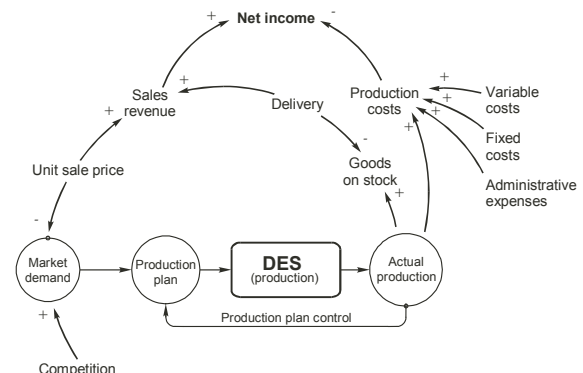 + Net income -
+ Sales
revenue
+
Delivery
Production
costs
+ Variable
costs
+ Fixed
costs
+ Administrative
expenses
+
+
Unit sale price
-
Goods
on stock
+
-
Market
demand
Production
plan
DES
(production)
Actual
production
Production plan control
+
Competition